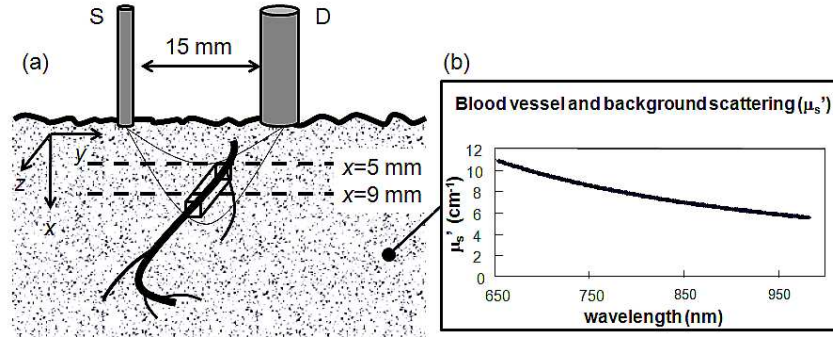 S
D
(a)
15 mm
y
z
x
x=5 mm
x=9 mm
(b)
Blood vessel and background scattering (μs')
μs' (cm⁻¹)
12
10
8
6
4
2
0
650
750
850
950
wavelength (nm)